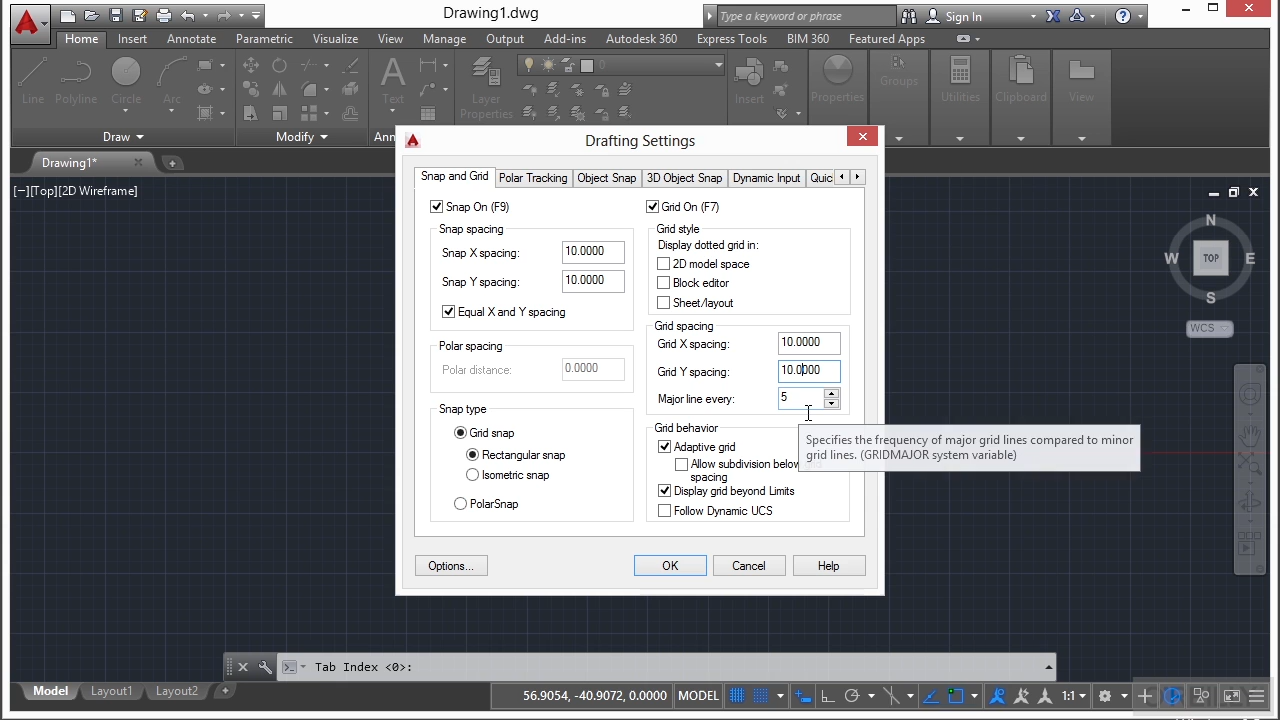 Drawing1.dwg
Type a keyword or phrase
Sign In
Home Insert Annotate Parametric Visualize View Manage Output Add-ins Autodesk 360 Express Tools BIM 360 Featured Apps
Line Polyline Circle Arc Text Layer Properties Insert Properties Groups Utilities Clipboard View
0
Draw Modify
Drawing1*
[−][Top][2D Wireframe]
Drafting Settings
Snap and Grid Polar Tracking Object Snap 3D Object Snap Dynamic Input
Snap On (F9)
Snap spacing
Snap X spacing: 10.0000
Snap Y spacing: 10.0000
Equal X and Y spacing
Polar spacing
Polar distance: 0.0000
Snap type
Grid snap
Rectangular snap
Isometric snap
PolarSnap
Grid On (F7)
Grid style
Display dotted grid in:
2D model space
Block editor
Sheet/layout
Grid spacing
Grid X spacing: 10.0000
Grid Y spacing: 10.0000
Major line every: 5
Grid behavior
Adaptive grid
Allow subdivision below
spacing
Display grid beyond Limits
Follow Dynamic UCS
Specifies the frequency of major grid lines compared to minor
grid lines. (GRIDMAJOR system variable)
Options... OK Cancel Help
N
W TOP E
S
WCS
Tab Index <0>:
Model Layout1 Layout2
56.9054, -40.9072, 0.0000 MODEL 1:1